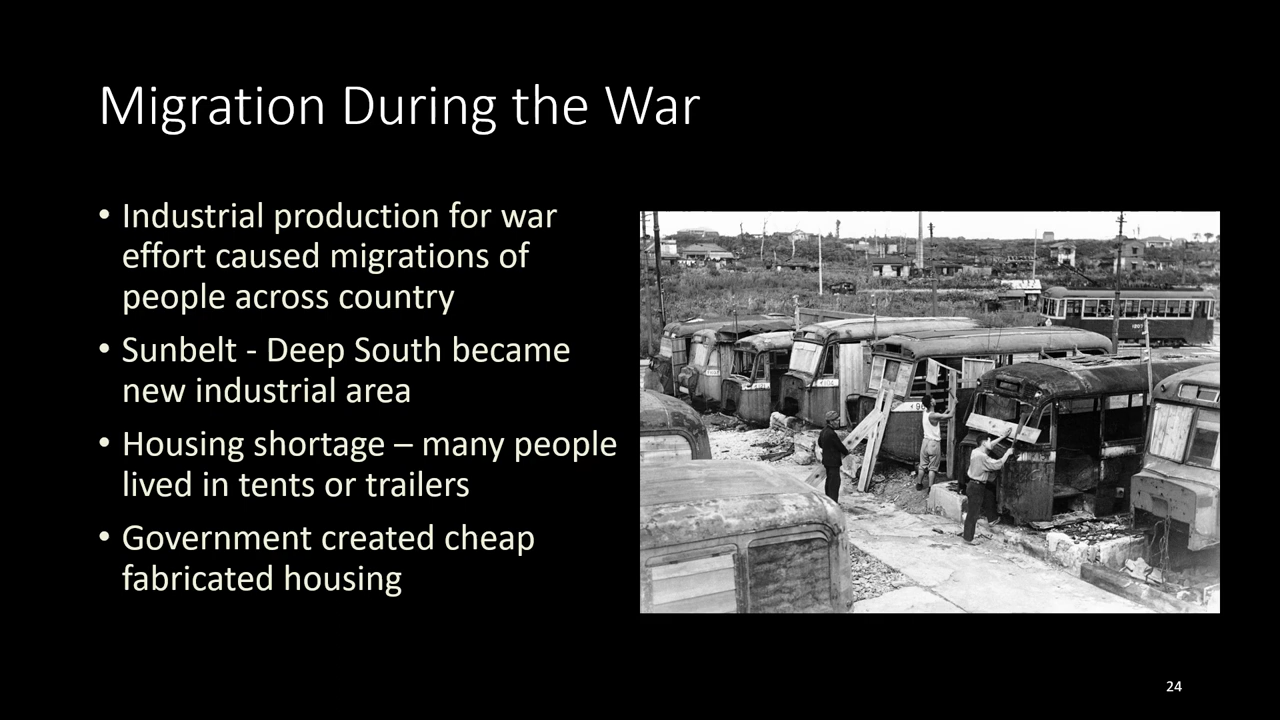 Migration During the War
• Industrial production for war
effort caused migrations of
people across country
• Sunbelt - Deep South became
new industrial area
• Housing shortage – many people
lived in tents or trailers
• Government created cheap
fabricated housing
24